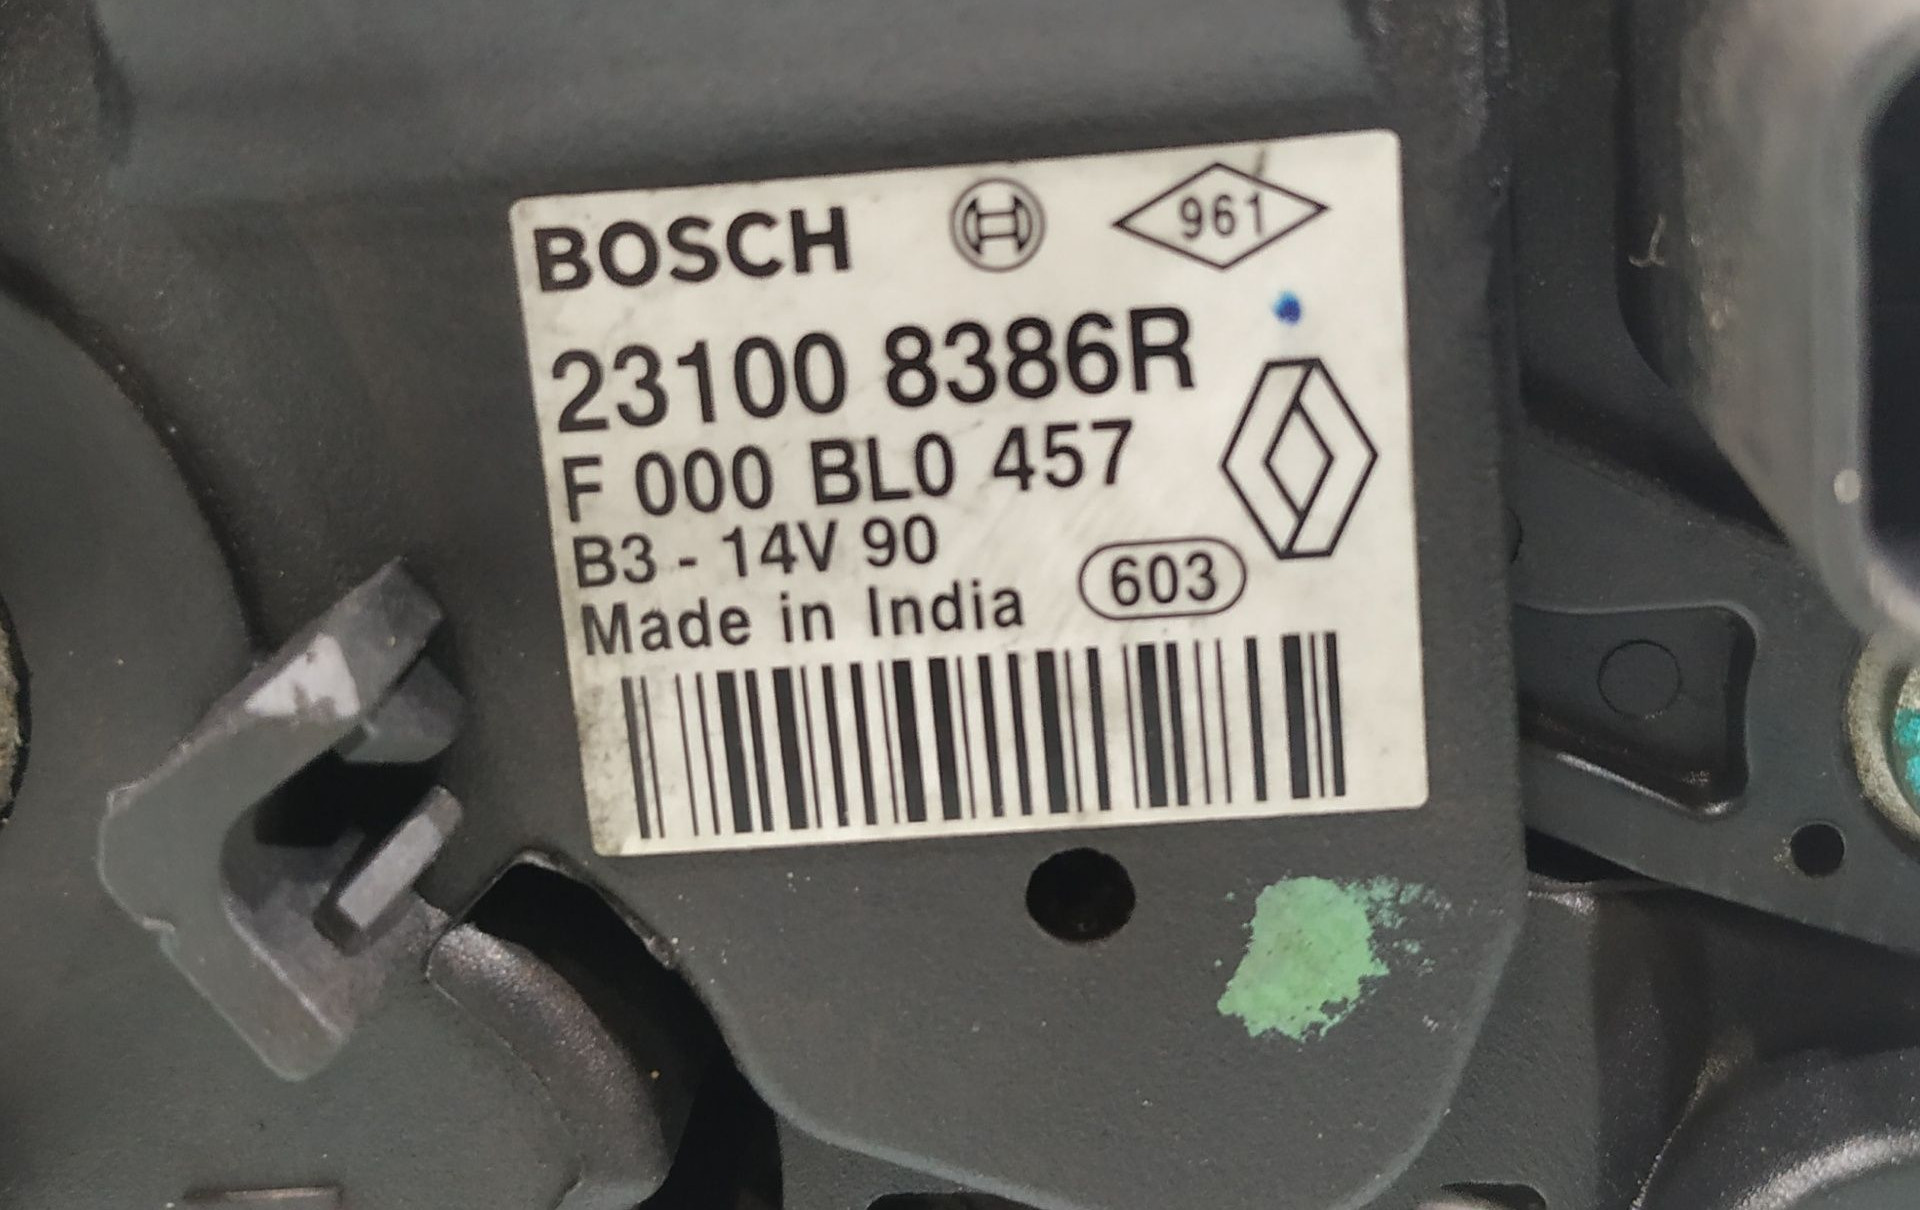 BOSCH 961
23100 8386R
F 000 BL0 457
B3 - 14V 90
Made in India 603